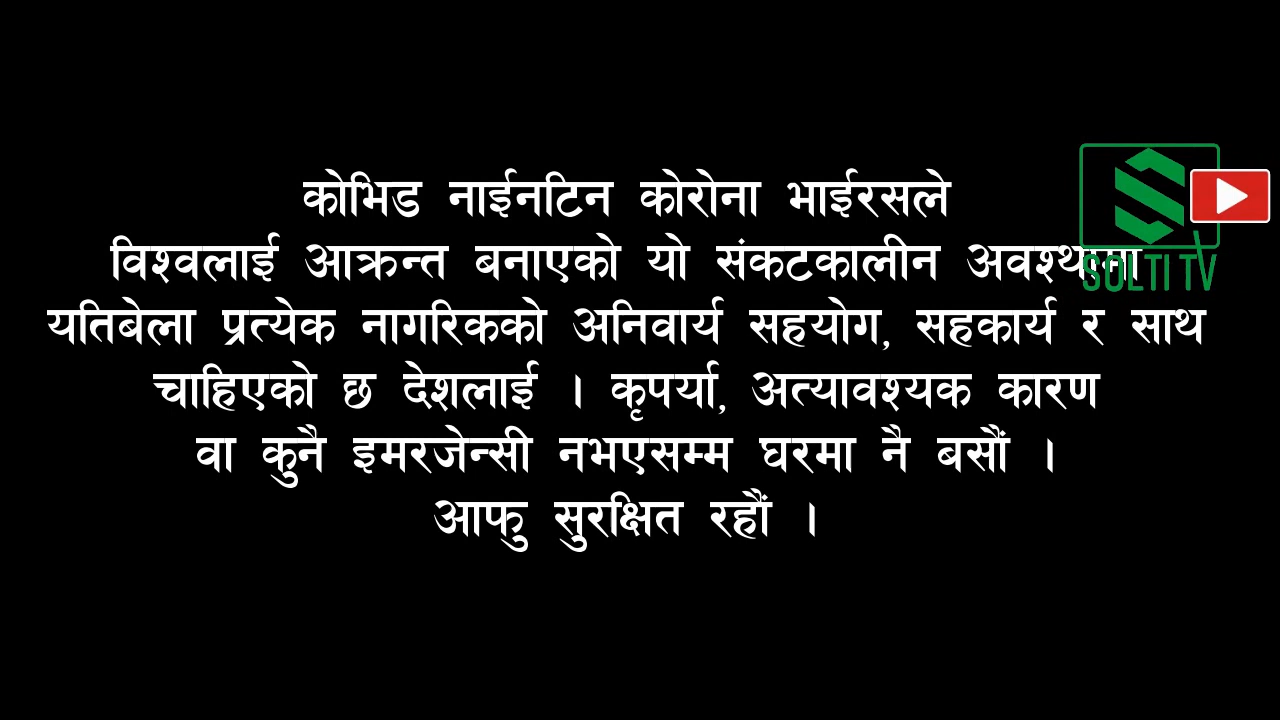 कोभिड नाईनटिन कोरोना भाईरसले
विश्वलाई आक्रन्त बनाएको यो संकटकालीन अवश्थामा
SOLTI TV
यतिबेला प्रत्येक नागरिकको अनिवार्य सहयोग, सहकार्य र साथ
चाहिएको छ देशलाई । कृपर्या, अत्यावश्यक कारण
वा कुनै इमरजेन्सी नभएसम्म घरमा नै बसौं ।
आफु सुरक्षित रहौं ।